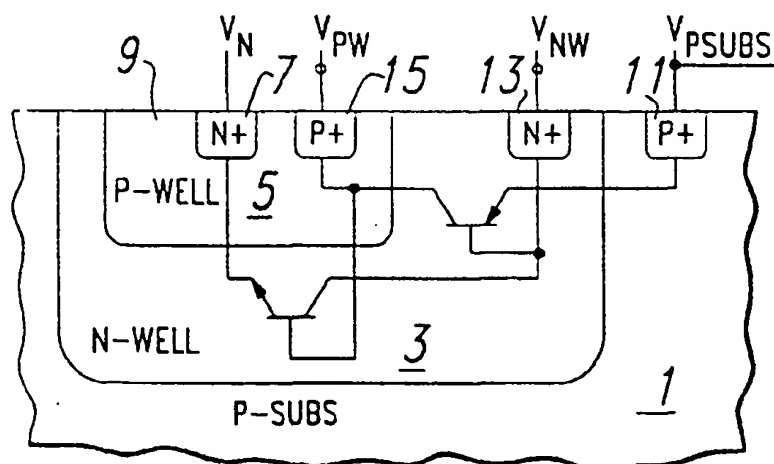 V_N V_PW V_NW V_PSUBS
9 7 15 13 11
N+ P+ N+ P+
P-WELL 5
N-WELL 3
P-SUBS 1